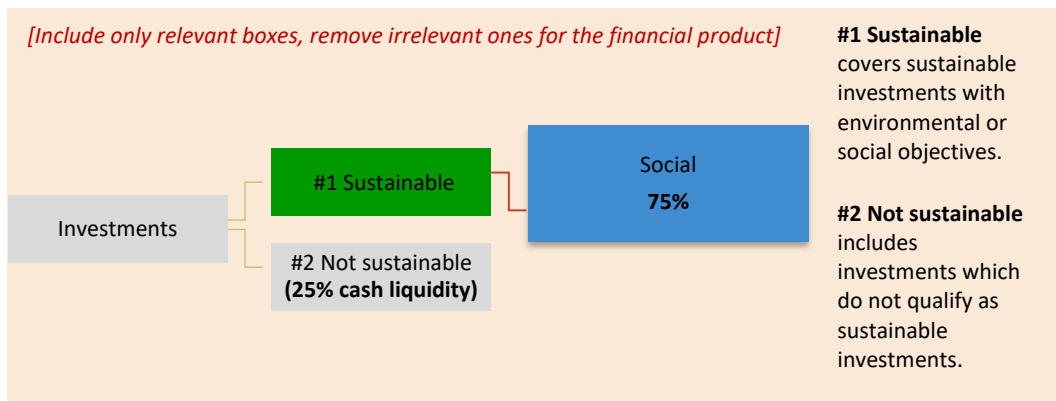 [Include only relevant boxes, remove irrelevant ones for the financial product]
Investments
#1 Sustainable
#2 Not sustainable
(25% cash liquidity)
Social
75%
#1 Sustainable
covers sustainable
investments with
environmental or
social objectives.
#2 Not sustainable
includes
investments which
do not qualify as
sustainable
investments.